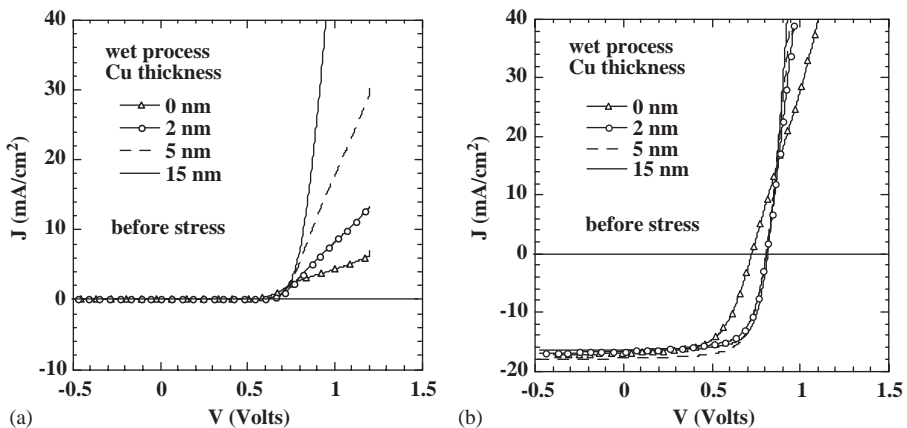 40
30
20
10
0
-10
J (mA/cm²)
wet process
Cu thickness
0 nm
2 nm
5 nm
15 nm
before stress
-0.5 0 0.5 1 1.5
V (Volts)
(a)
40
30
20
10
0
-10
-20
J (mA/cm²)
wet process
Cu thickness
0 nm
2 nm
5 nm
15 nm
before stress
-0.5 0 0.5 1 1.5
V (Volts)
(b)